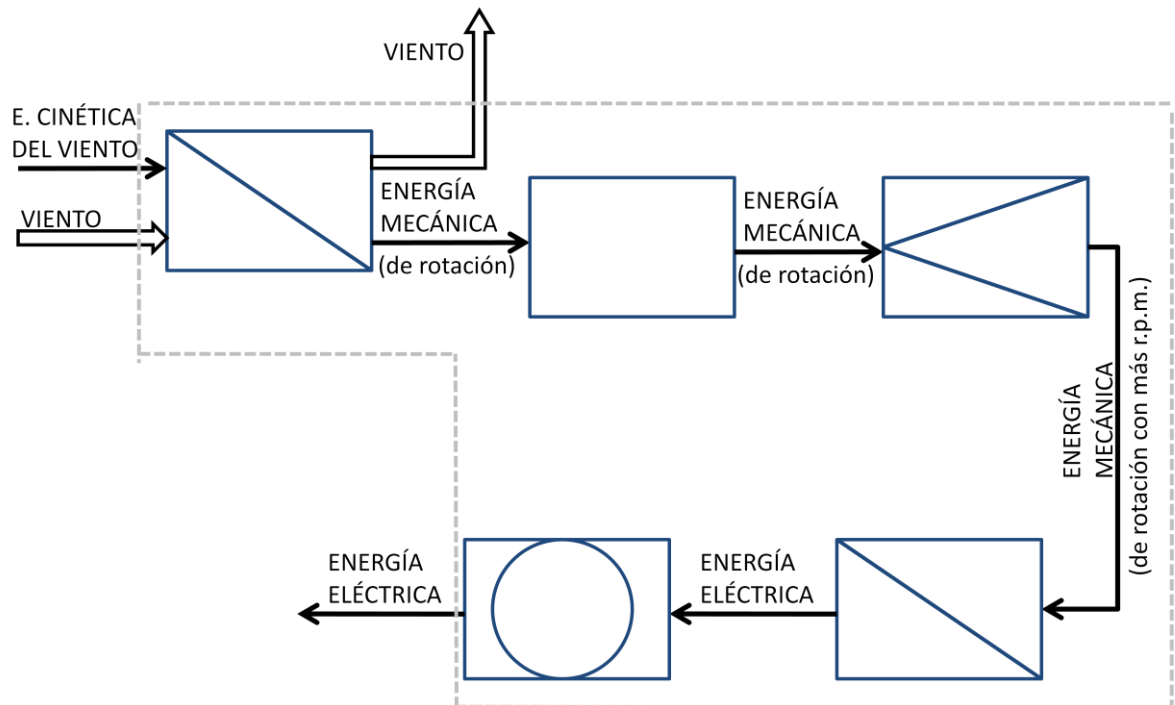 VIENTO
E. CINÉTICA
DEL VIENTO
VIENTO
ENERGÍA
MECÁNICA
(de rotación)
ENERGÍA
MECÁNICA
(de rotación)
ENERGÍA
MECÁNICA
(de rotación con más r.p.m.)
ENERGÍA
ELÉCTRICA
ENERGÍA
ELÉCTRICA